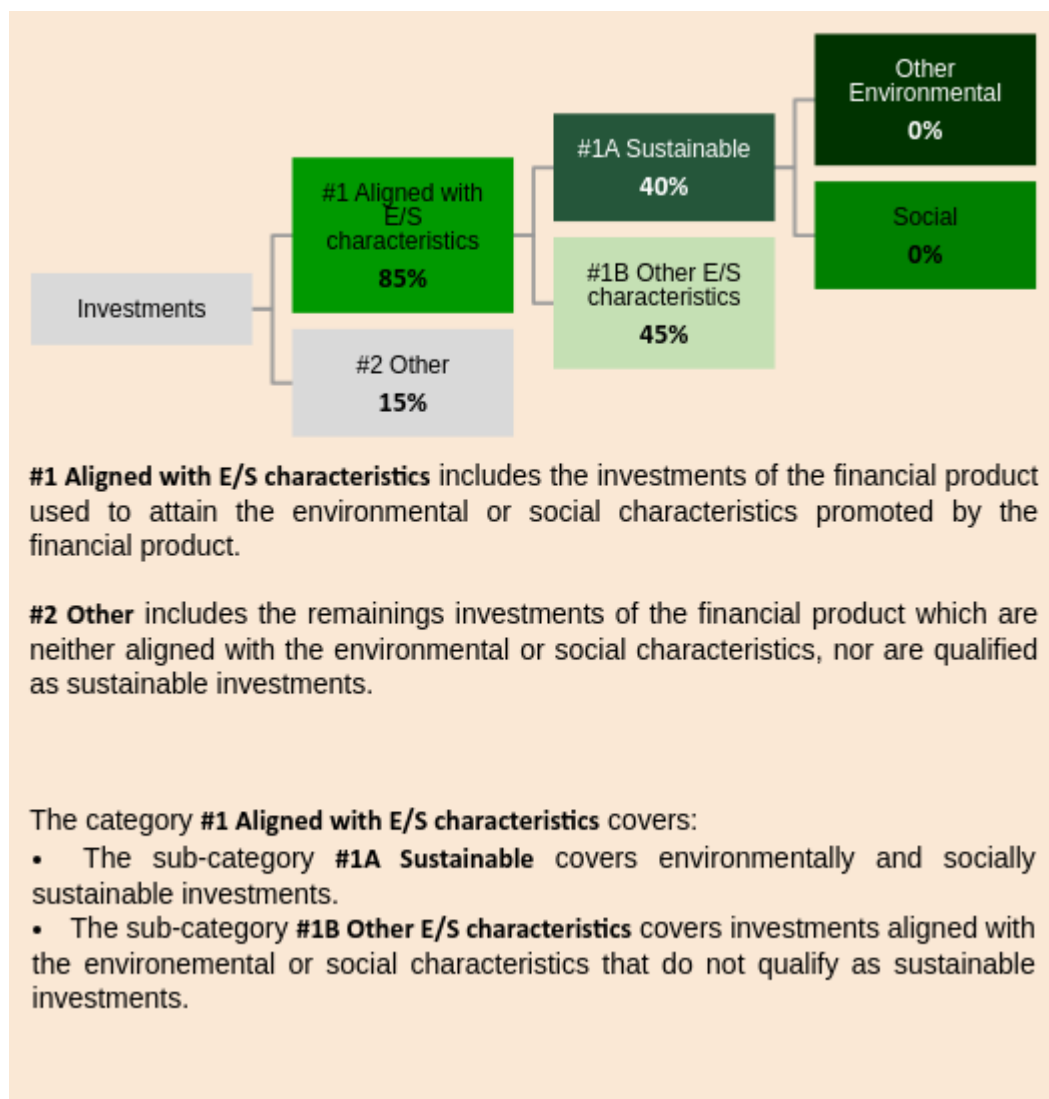 Other
Environmental
0%
#1A Sustainable
40%
#1 Aligned with
E/S
characteristics
85%
Social
0%
#1B Other E/S
characteristics
45%
Investments
#2 Other
15%
#1 Aligned with E/S characteristics includes the investments of the financial product
used to attain the environmental or social characteristics promoted by the
financial product.
#2 Other includes the remainings investments of the financial product which are
neither aligned with the environmental or social characteristics, nor are qualified
as sustainable investments.
The category #1 Aligned with E/S characteristics covers:
• The sub-category #1A Sustainable covers environmentally and socially
sustainable investments.
• The sub-category #1B Other E/S characteristics covers investments aligned with
the environemental or social characteristics that do not qualify as sustainable
investments.